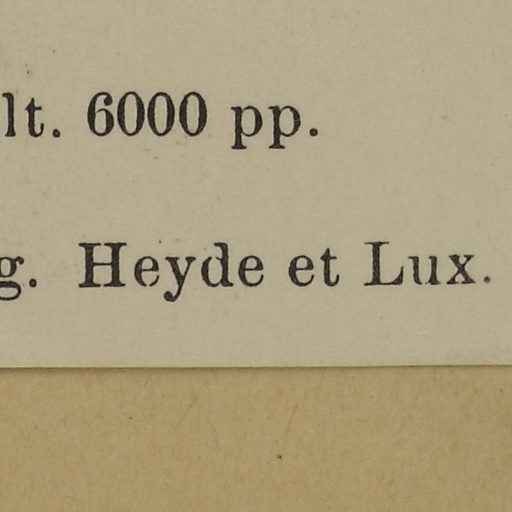 lt. 6000 pp.
g. Heyde et Lux.